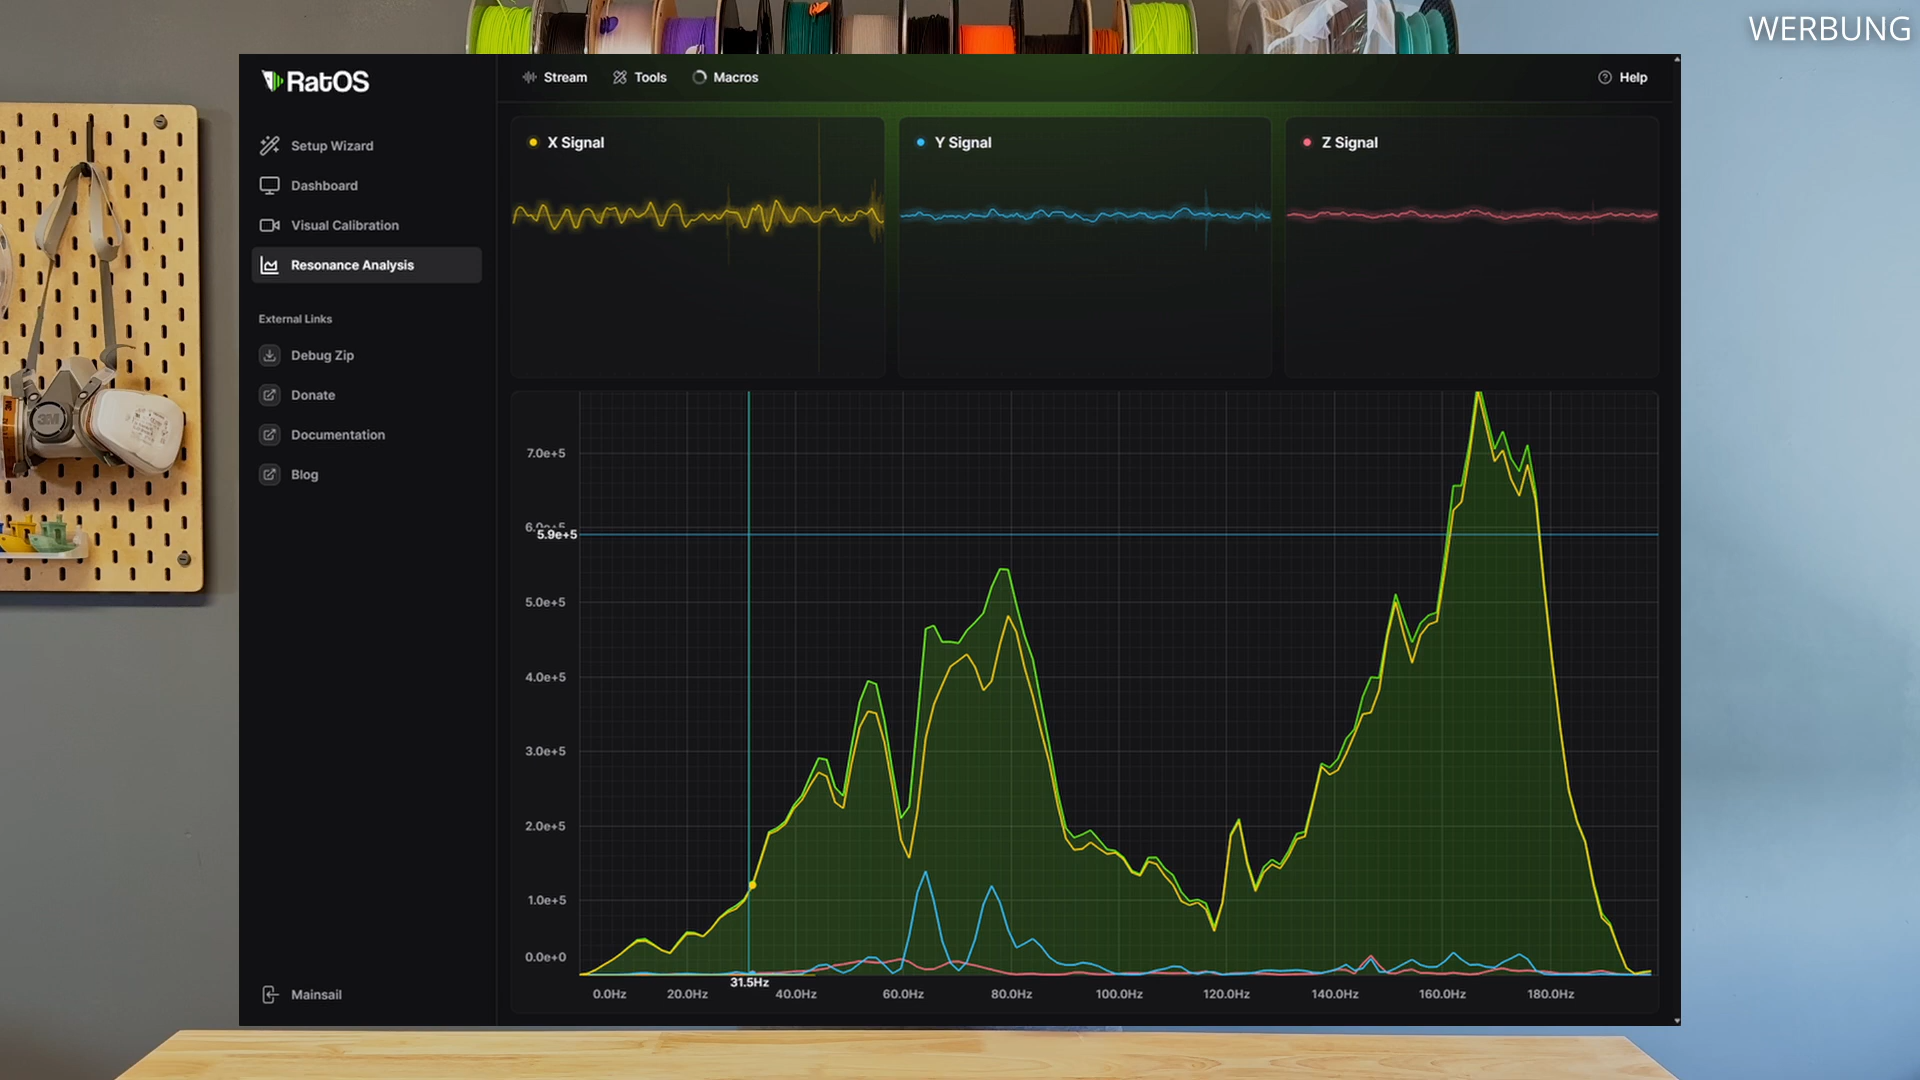 WERBUNG
RatOS
Stream
Tools
Macros
Help
Setup Wizard
Dashboard
Visual Calibration
Resonance Analysis
External Links
Debug Zip
Donate
Documentation
Blog
Mainsail
X Signal
Y Signal
Z Signal
7.0e+5
5.9e+5
5.0e+5
4.0e+5
3.0e+5
2.0e+5
1.0e+5
0.0e+0
31.5Hz
0.0Hz
20.0Hz
40.0Hz
60.0Hz
80.0Hz
100.0Hz
120.0Hz
140.0Hz
160.0Hz
180.0Hz
3M